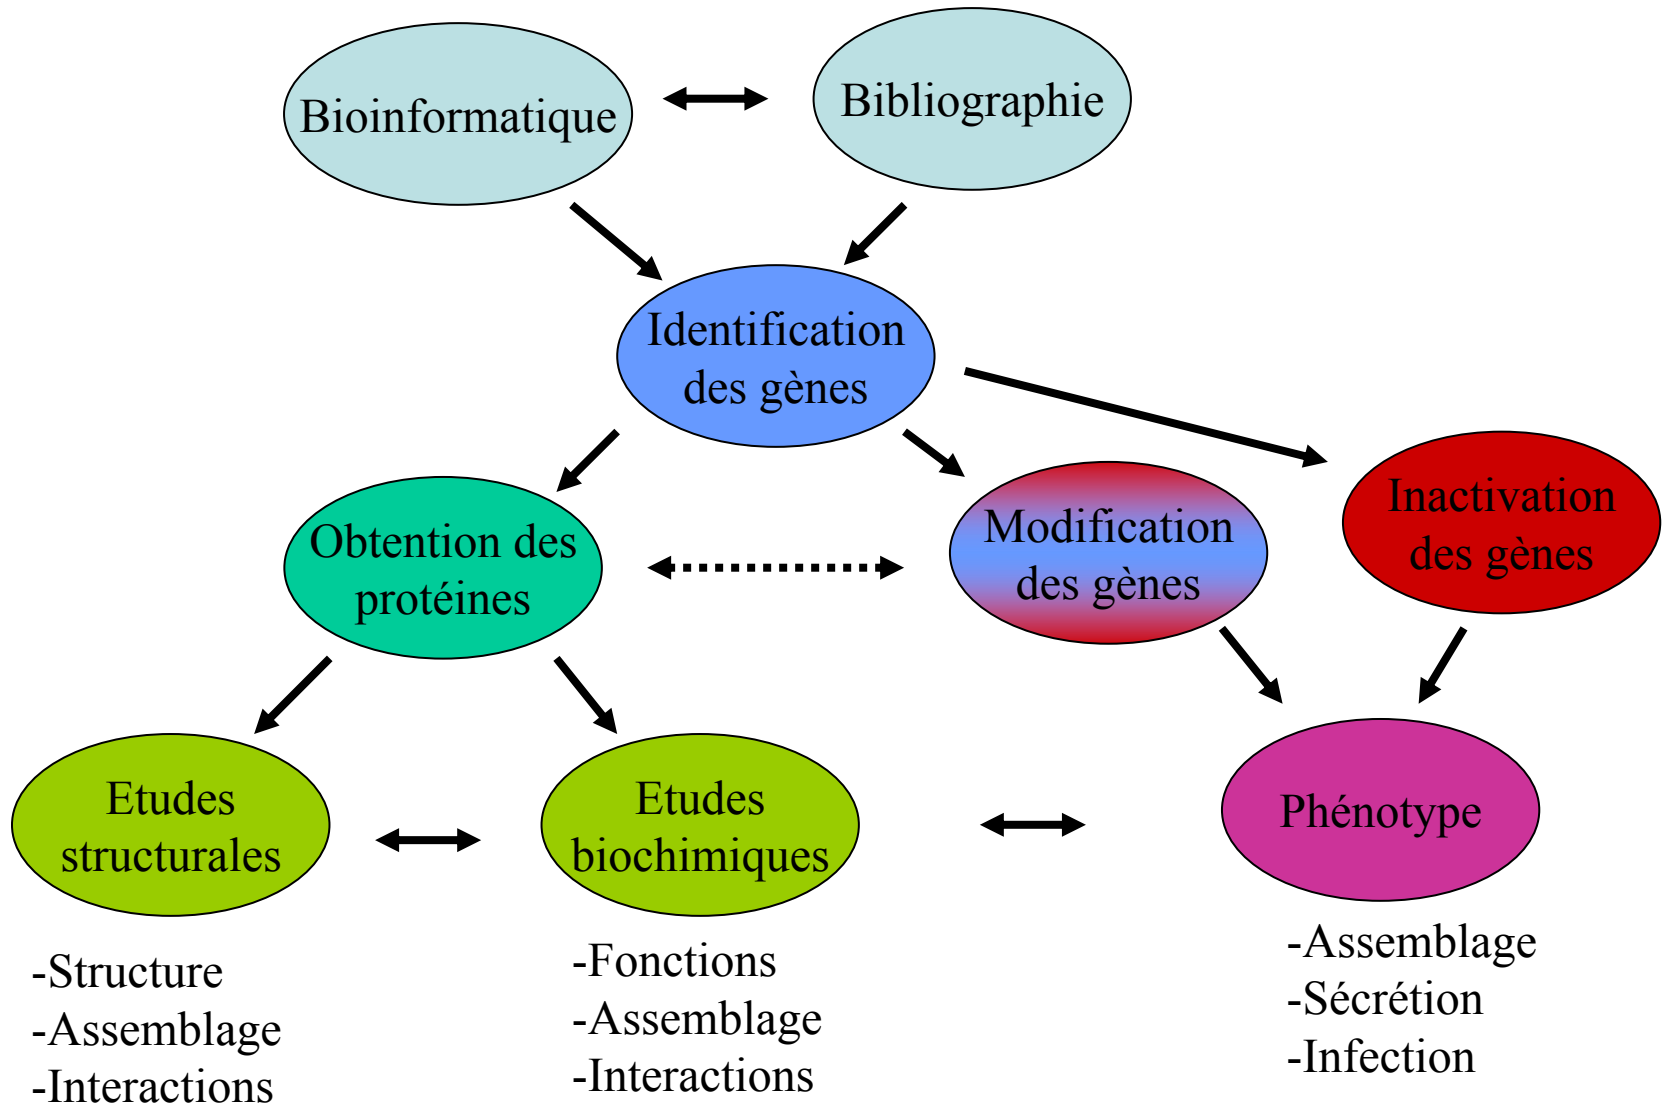 Bioinformatique
Bibliographie
Identification
des gènes
Obtention des
protéines
Modification
des gènes
Inactivation
des gènes
Etudes
structurales
Etudes
biochimiques
Phénotype
-Structure
-Assemblage
-Interactions
-Fonctions
-Assemblage
-Interactions
-Assemblage
-Sécrétion
-Infection